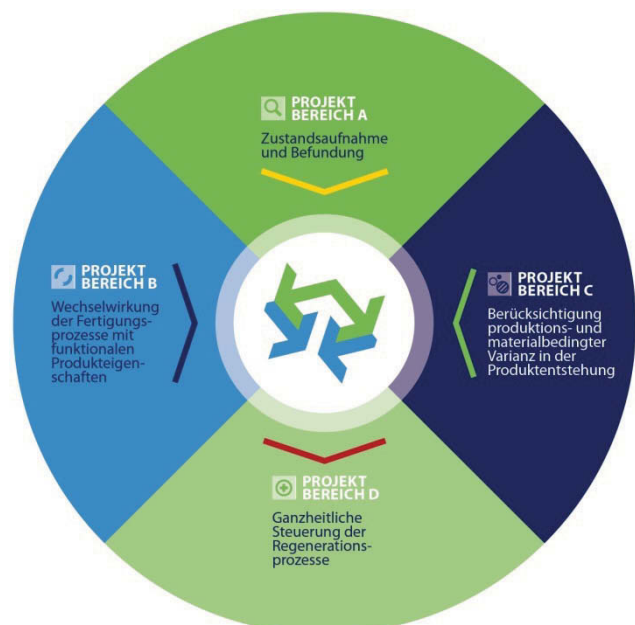 PROJEKT
BEREICH A
Zustandsaufnahme
und Befundung
PROJEKT
BEREICH B
Wechselwirkung
der Fertigungs-
prozesse mit
funktionalen
Produkteigen-
schaften
PROJEKT
BEREICH C
Berücksichtigung
produktions- und
materialbedingter
Varianz in der
Produktentstehung
PROJEKT
BEREICH D
Ganzheitliche
Steuerung der
Regenerations-
prozesse